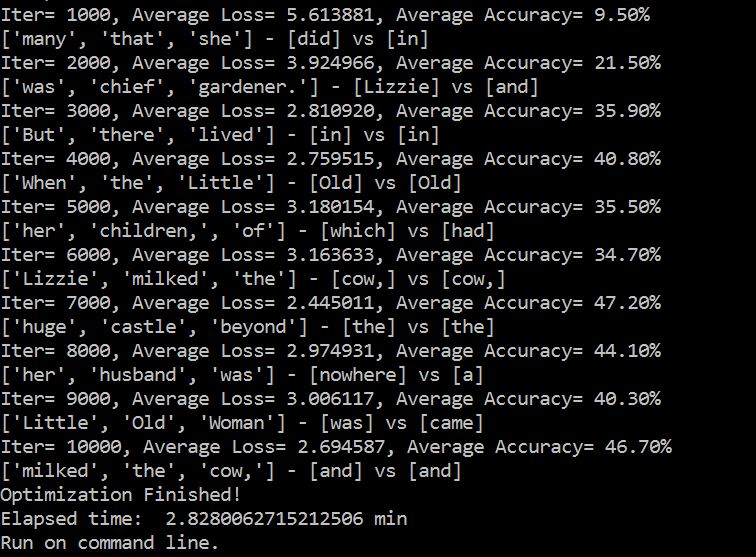 Iter= 1000, Average Loss= 5.613881, Average Accuracy= 9.50%
['many', 'that', 'she'] - [did] vs [in]
Iter= 2000, Average Loss= 3.924966, Average Accuracy= 21.50%
['was', 'chief', 'gardener.'] - [Lizzie] vs [and]
Iter= 3000, Average Loss= 2.810920, Average Accuracy= 35.90%
['But', 'there', 'lived'] - [in] vs [in]
Iter= 4000, Average Loss= 2.759515, Average Accuracy= 40.80%
['When', 'the', 'Little'] - [Old] vs [Old]
Iter= 5000, Average Loss= 3.180154, Average Accuracy= 35.50%
['her', 'children,', 'of'] - [which] vs [had]
Iter= 6000, Average Loss= 3.163633, Average Accuracy= 34.70%
['Lizzie', 'milked', 'the'] - [cow,] vs [cow,]
Iter= 7000, Average Loss= 2.445011, Average Accuracy= 47.20%
['huge', 'castle', 'beyond'] - [the] vs [the]
Iter= 8000, Average Loss= 2.974931, Average Accuracy= 44.10%
['her', 'husband', 'was'] - [nowhere] vs [a]
Iter= 9000, Average Loss= 3.006117, Average Accuracy= 40.30%
['Little', 'Old', 'Woman'] - [was] vs [came]
Iter= 10000, Average Loss= 2.694587, Average Accuracy= 46.70%
['milked', 'the', 'cow,'] - [and] vs [and]
Optimization Finished!
Elapsed time:  2.8280062715212506 min
Run on command line.